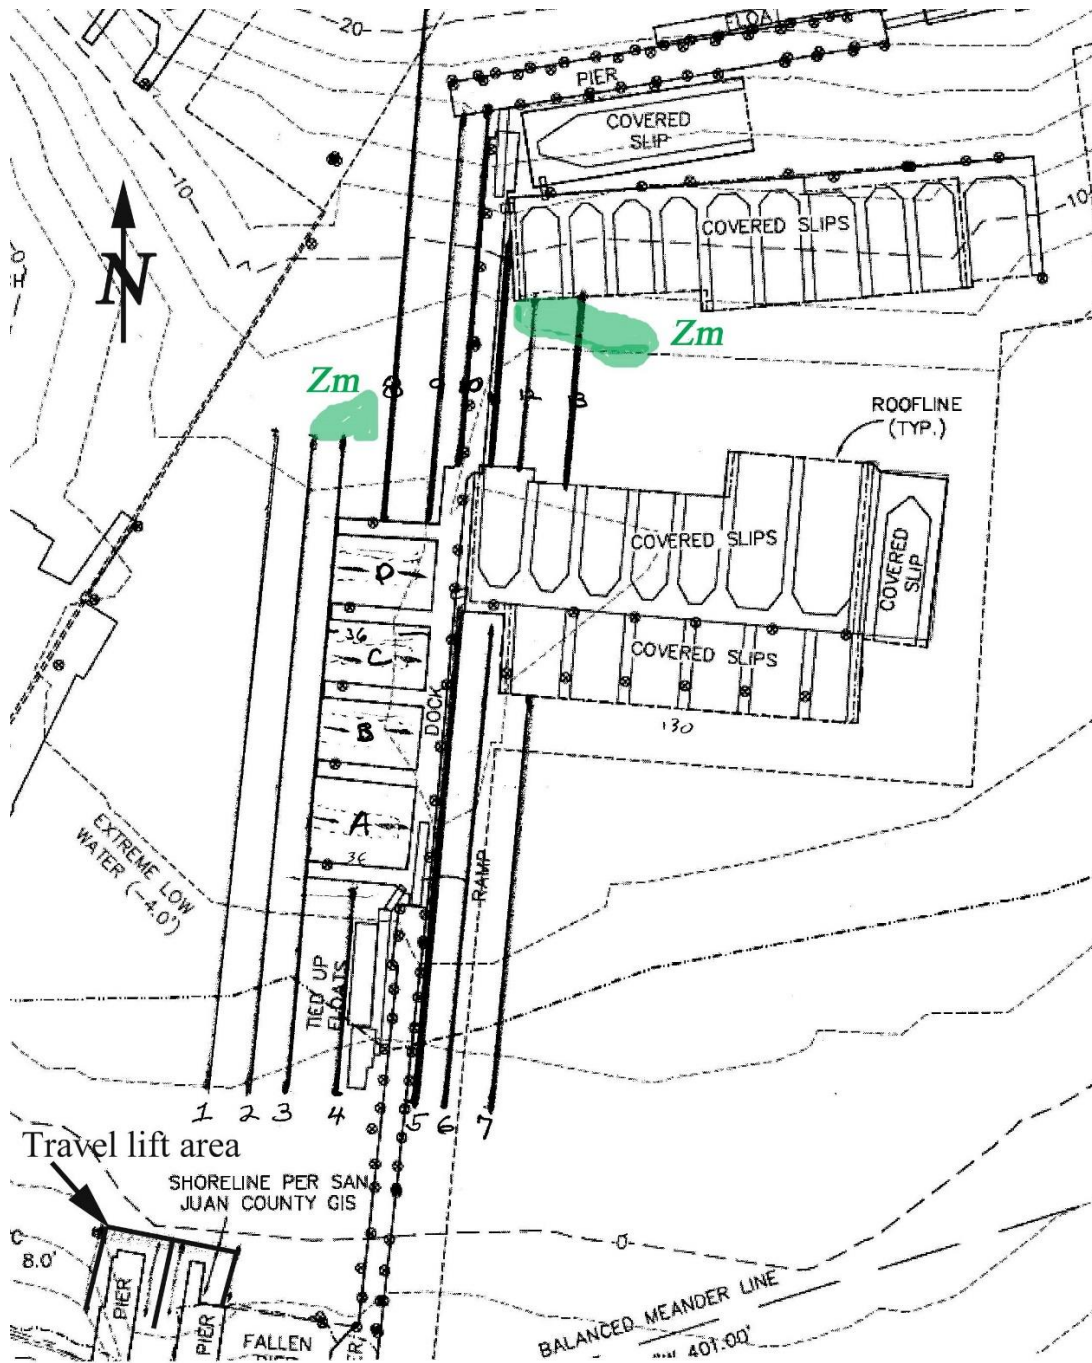 20
FLOA
PIER
COVERED
SLIP
10
COVERED SLIPS
10
N
Zm
Zm
8
9
10
12
13
ROOFLINE
(TYP.)
COVERED SLIPS
COVERED
SLIP
D
36
C
COVERED SLIPS
DOCK
B
130
A
36
EXTREME LOW
WATER (-4.0')
RAMP
TIED UP
FLOATS
1 2 3 4 5 6 7
Travel lift area
SHORELINE PER SAN
JUAN COUNTY GIS
C
8.0'
0
PIER
PIER
FALLEN
BALANCED MEANDER LINE
401.00'